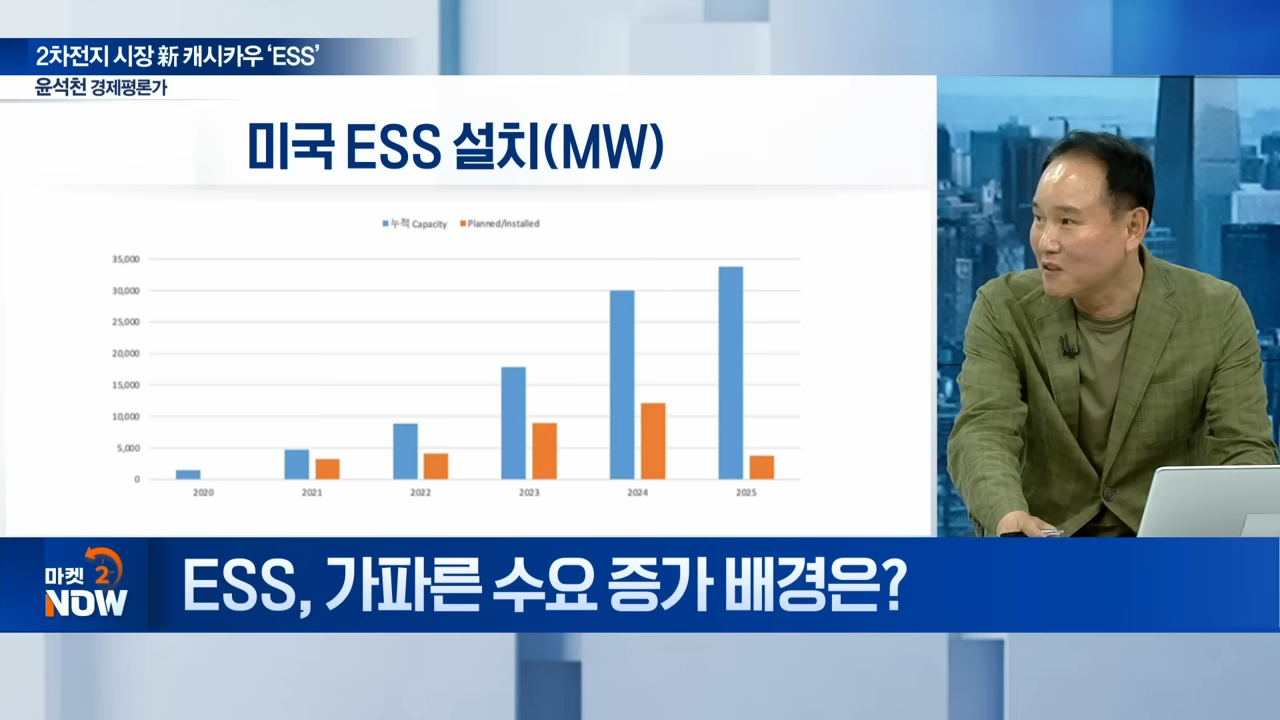 2차전지 시장 新 캐시카우 ‘ESS’
윤석천 경제평론가
미국 ESS 설치(MW)
누적 Capacity Planned/Installed
35,000
30,000
25,000
20,000
15,000
10,000
5,000
0
2020 2021 2022 2023 2024 2025
마켓 2
NOW
ESS, 가파른 수요 증가 배경은?